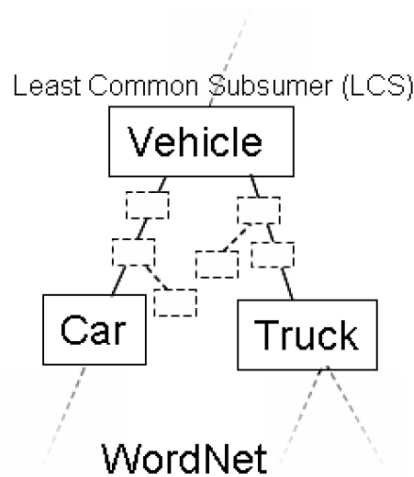 Least Common Subsumer (LCS)
Vehicle
Car
Truck
WordNet